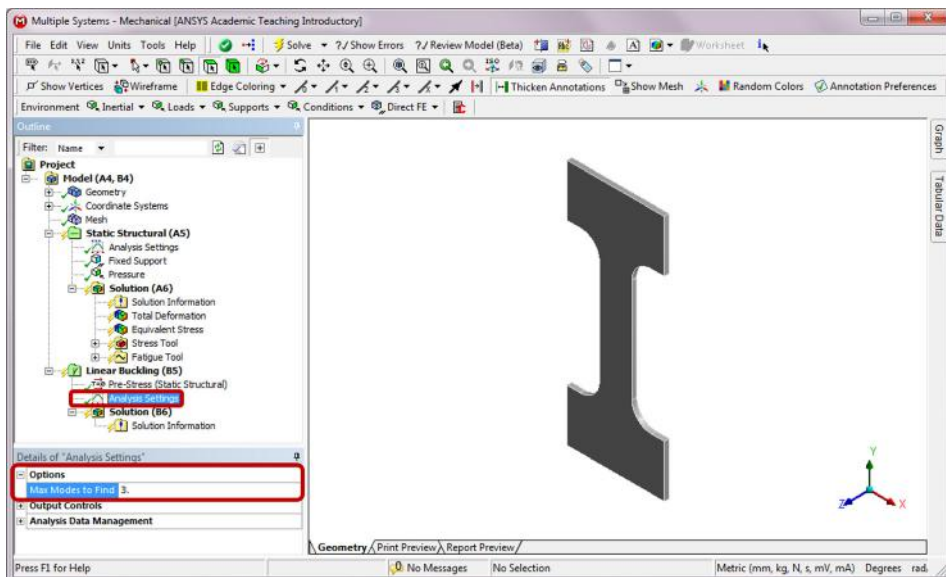 Multiple Systems - Mechanical [ANSYS Academic Teaching Introductory]
File Edit View Units Tools Help Solve ?/ Show Errors ?/ Review Model (Beta) A Worksheet
Show Vertices Wireframe Edge Coloring Thicken Annotations Show Mesh Random Colors Annotation Preferences
Environment Inertial Loads Supports Conditions Direct FE
Outline
Filter: Name
Project
Model (A4, B4)
Geometry
Coordinate Systems
Mesh
Static Structural (A5)
Analysis Settings
Fixed Support
Pressure
Solution (A6)
Solution Information
Total Deformation
Equivalent Stress
Stress Tool
Fatigue Tool
Linear Buckling (B5)
Pre-Stress (Static Structural)
Analysis Settings
Solution (B6)
Solution Information
Details of "Analysis Settings"
Options
Max Modes to Find 3.
Output Controls
Analysis Data Management
Graph
Tabular Data
Y
Z
X
Geometry Print Preview Report Preview
Press F1 for Help 0 No Messages No Selection Metric (mm, kg, N, s, mV, mA) Degrees rad